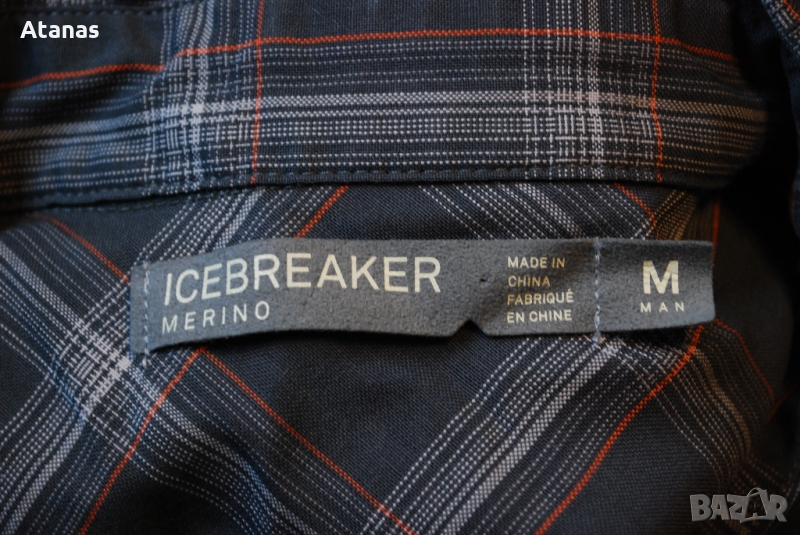 Atanas
ICEBREAKER
MERINO
MADE IN
CHINA
FABRIQUÉ
EN CHINE
M
MAN
BAZAR